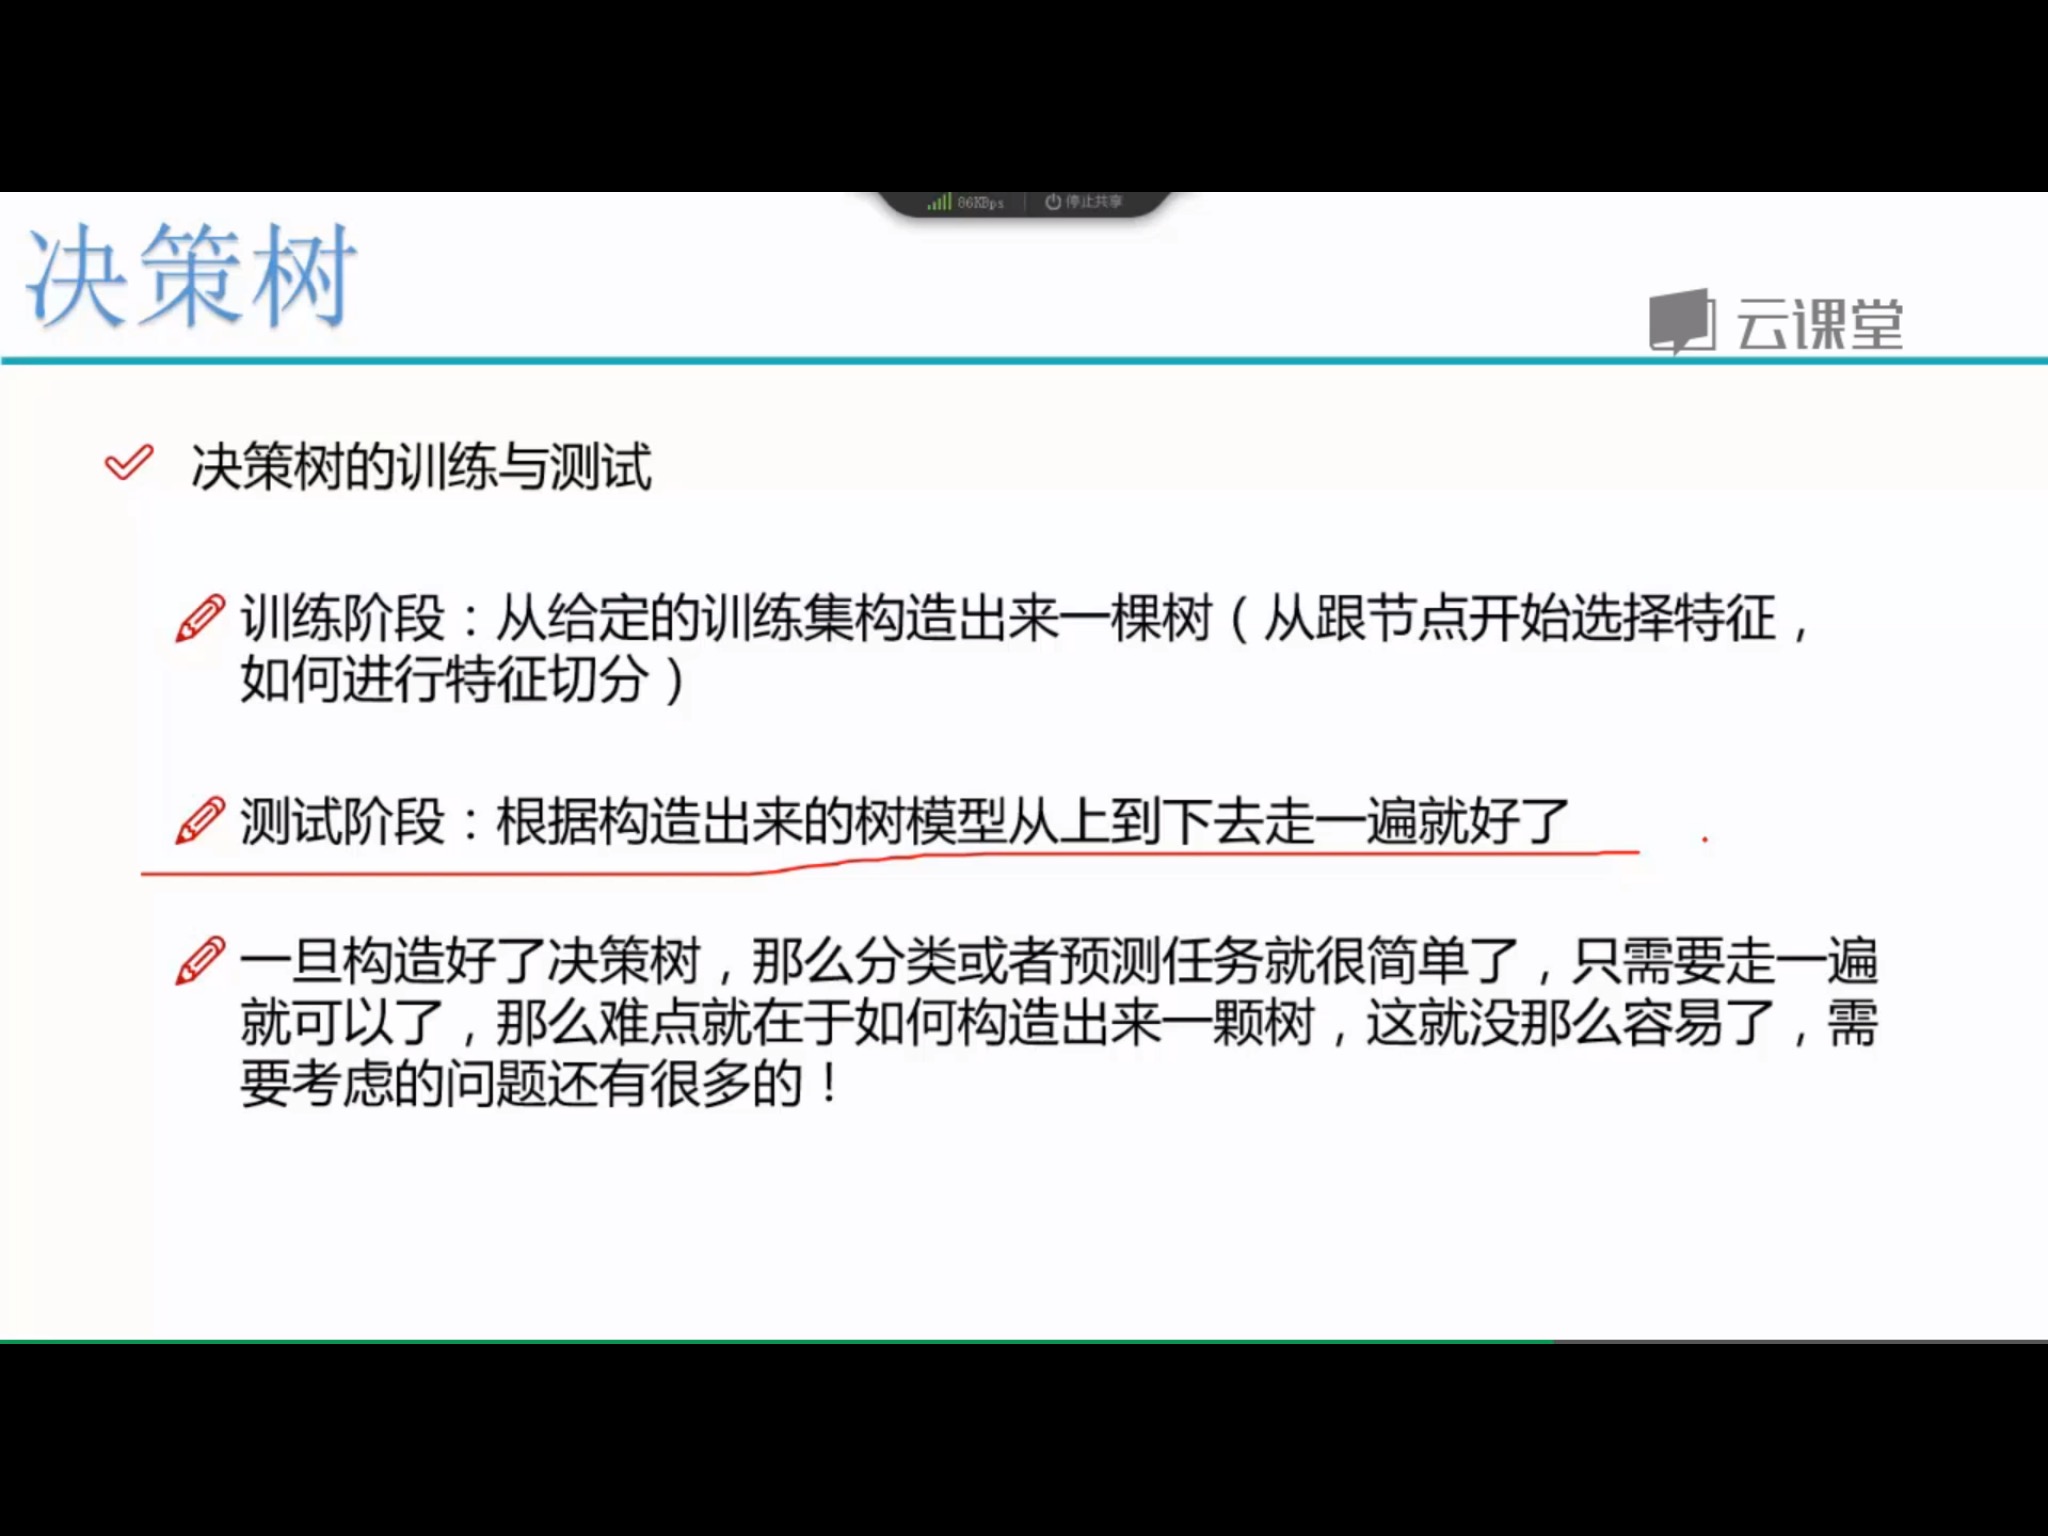 86KBps 停止共享
决策树
云课堂
决策树的训练与测试
训练阶段：从给定的训练集构造出来一棵树（从跟节点开始选择特征，
如何进行特征切分）
测试阶段：根据构造出来的树模型从上到下去走一遍就好了
一旦构造好了决策树，那么分类或者预测任务就很简单了，只需要走一遍
就可以了，那么难点就在于如何构造出来一颗树，这就没那么容易了，需
要考虑的问题还有很多的！